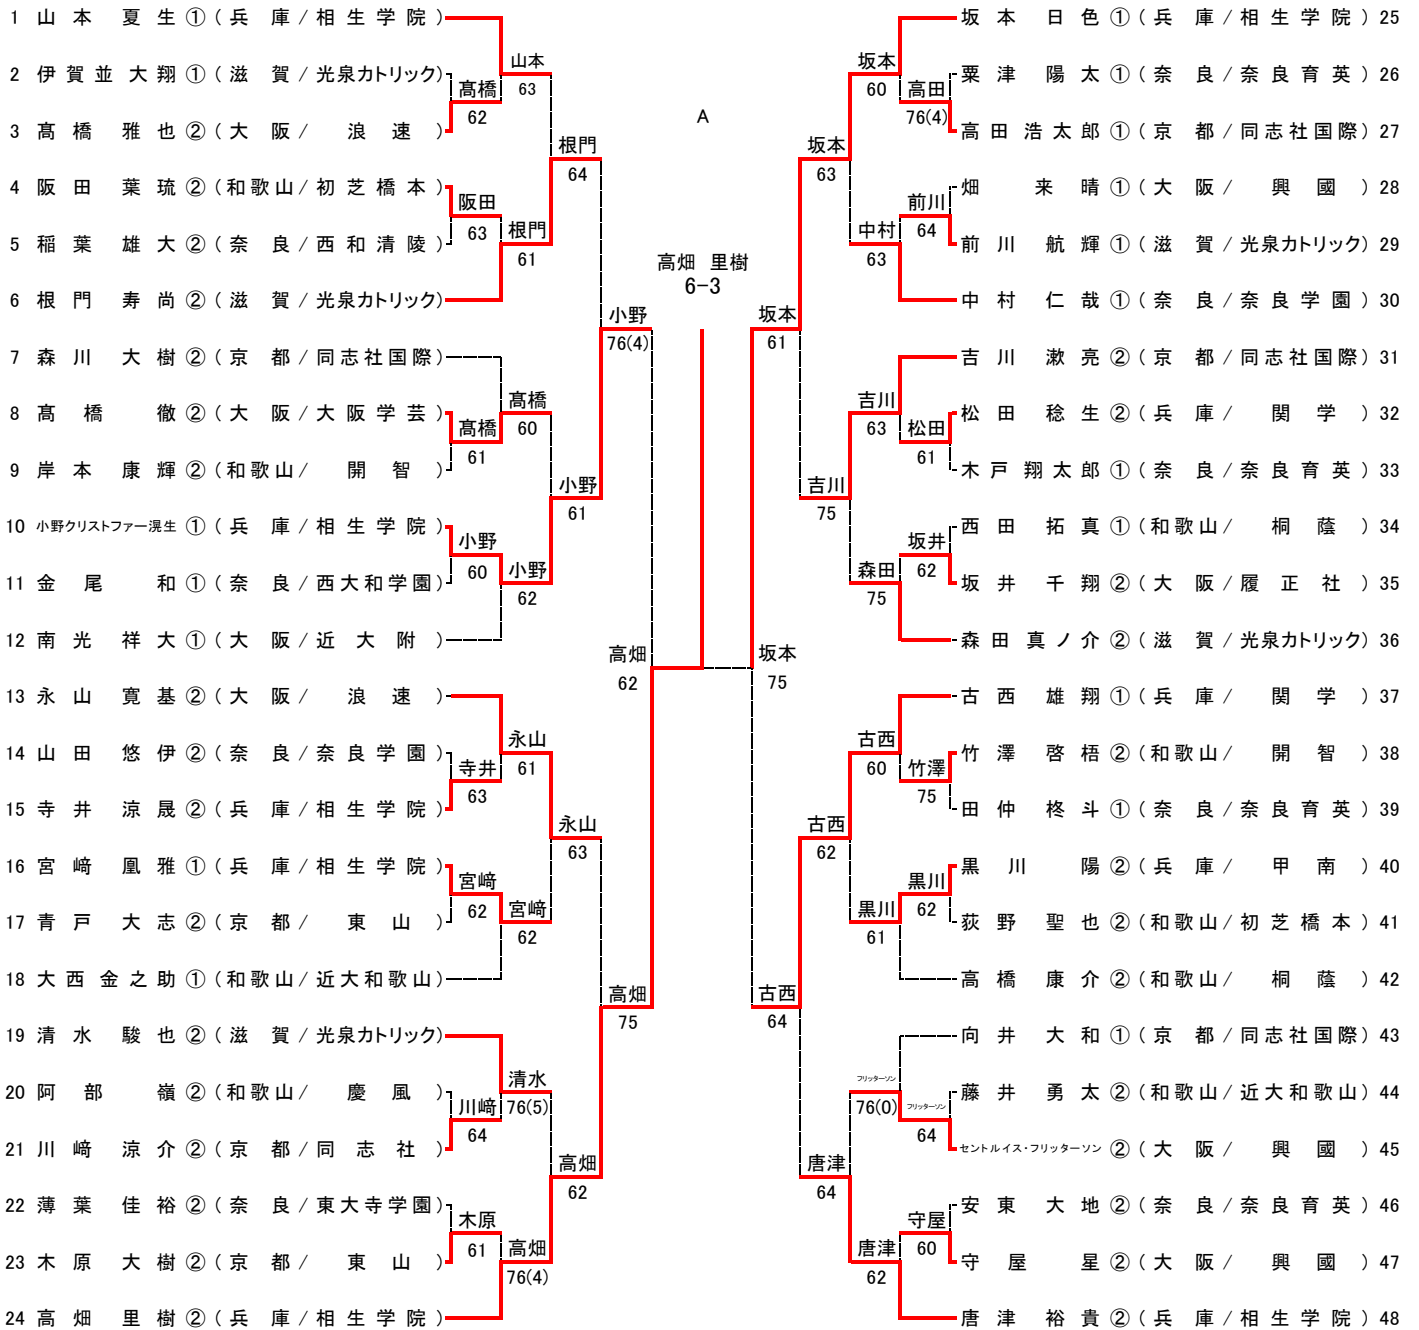 A
高畑 里樹
6-3
1 山本 夏生 ① (兵庫/相生学院)
2 伊賀並 大翔 ① (滋賀/光泉カトリック)
3 髙橋 雅也 ② (大阪/浪速)
4 阪田 葉琉 ② (和歌山/初芝橋本)
5 稲葉 雄大 ② (奈良/西和清陵)
6 根門 寿尚 ② (滋賀/光泉カトリック)
7 森川 大樹 ② (京都/同志社国際)
8 髙橋 徹 ② (大阪/大阪学芸)
9 岸本 康輝 ② (和歌山/開智)
10 小野クリストファー滉生 ① (兵庫/相生学院)
11 金尾 和 ① (奈良/西大和学園)
12 南光 祥大 ① (大阪/近大附)
13 永山 寛基 ② (大阪/浪速)
14 山田 悠伊 ② (奈良/奈良学園)
15 寺井 涼晟 ② (兵庫/相生学院)
16 宮﨑 凰雅 ① (兵庫/相生学院)
17 青戸 大志 ② (京都/東山)
18 大西 金之助 ① (和歌山/近大和歌山)
19 清水 駿也 ② (滋賀/光泉カトリック)
20 阿部 嶺 ② (和歌山/慶風)
21 川﨑 涼介 ② (京都/同志社)
22 薄葉 佳裕 ② (奈良/東大寺学園)
23 木原 大樹 ② (京都/東山)
24 高畑 里樹 ② (兵庫/相生学院)
髙橋
62
阪田
63
髙橋
61
小野
60
寺井
63
宮﨑
62
川﨑
64
木原
61
山本
63
根門
61
髙橋
60
小野
62
永山
61
宮﨑
62
清水
76(5)
高畑
76(4)
根門
64
小野
61
永山
63
高畑
62
小野
76(4)
高畑
75
高畑
62
坂本
75
坂本
61
古西
64
坂本
63
吉川
75
古西
62
唐津
64
坂本
60
中村
63
吉川
63
森田
75
古西
60
黒川
61
フリッターソン
76(0)
唐津
62
高田
76(4)
前川
64
松田
61
坂井
62
竹澤
75
黒川
62
フリッターソン
64
守屋
60
坂本 日色 ① (兵庫/相生学院) 25
粟津 陽太 ① (奈良/奈良育英) 26
高田 浩太郎 ① (京都/同志社国際) 27
畑 来晴 ① (大阪/興國) 28
前川 航輝 ① (滋賀/光泉カトリック) 29
中村 仁哉 ① (奈良/奈良学園) 30
吉川 漱亮 ② (京都/同志社国際) 31
松田 稔生 ② (兵庫/関学) 32
木戸 翔太郎 ① (奈良/奈良育英) 33
西田 拓真 ① (和歌山/桐蔭) 34
坂井 千翔 ② (大阪/履正社) 35
森田 真ノ介 ② (滋賀/光泉カトリック) 36
古西 雄翔 ① (兵庫/関学) 37
竹澤 啓梧 ② (和歌山/開智) 38
田仲 柊斗 ① (奈良/奈良育英) 39
黒川 陽 ② (兵庫/甲南) 40
荻野 聖也 ② (和歌山/初芝橋本) 41
高橋 康介 ② (和歌山/桐蔭) 42
向井 大和 ① (京都/同志社国際) 43
藤井 勇太 ② (和歌山/近大和歌山) 44
セントルイス・フリッターソン ② (大阪/興國) 45
安東 大地 ② (奈良/奈良育英) 46
守屋 星 ② (大阪/興國) 47
唐津 裕貴 ② (兵庫/相生学院) 48